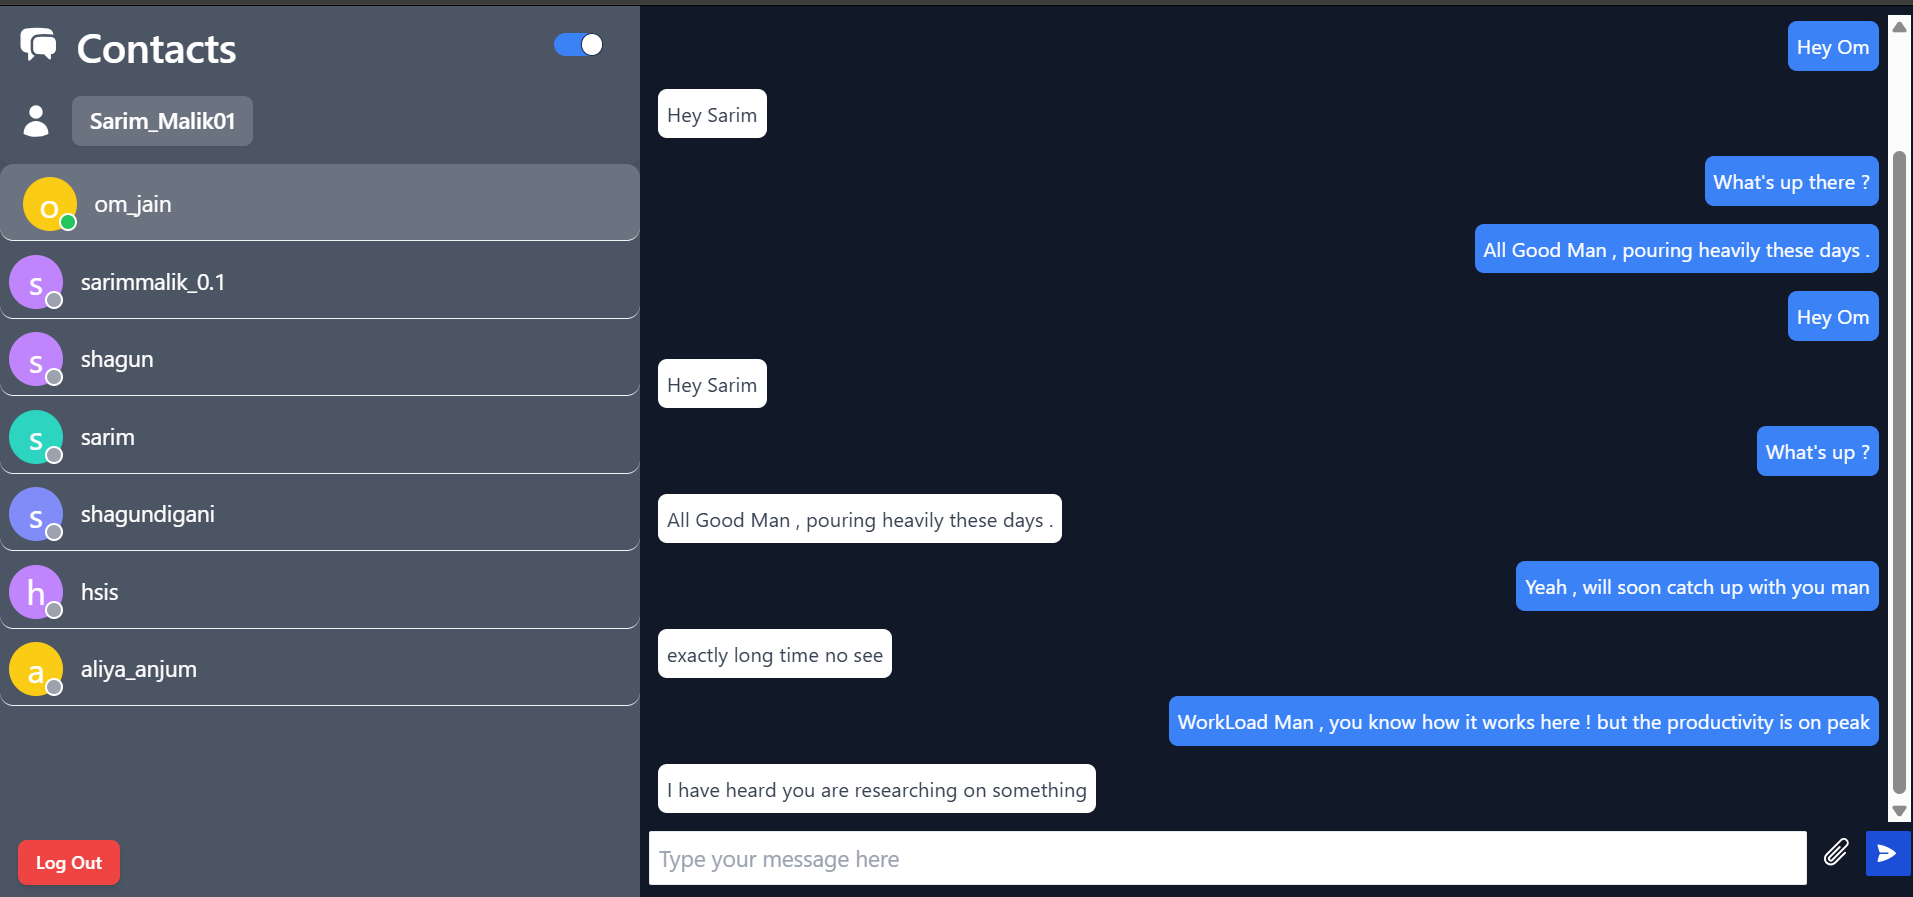 Contacts
Sarim_Malik01
o om_jain
s sarimmalik_0.1
s shagun
s sarim
s shagundigani
h hsis
a aliya_anjum
Log Out
Hey Om
Hey Sarim
What's up there ?
All Good Man , pouring heavily these days .
Hey Om
Hey Sarim
What's up ?
All Good Man , pouring heavily these days .
Yeah , will soon catch up with you man
exactly long time no see
WorkLoad Man , you know how it works here ! but the productivity is on peak
I have heard you are researching on something
Type your message here